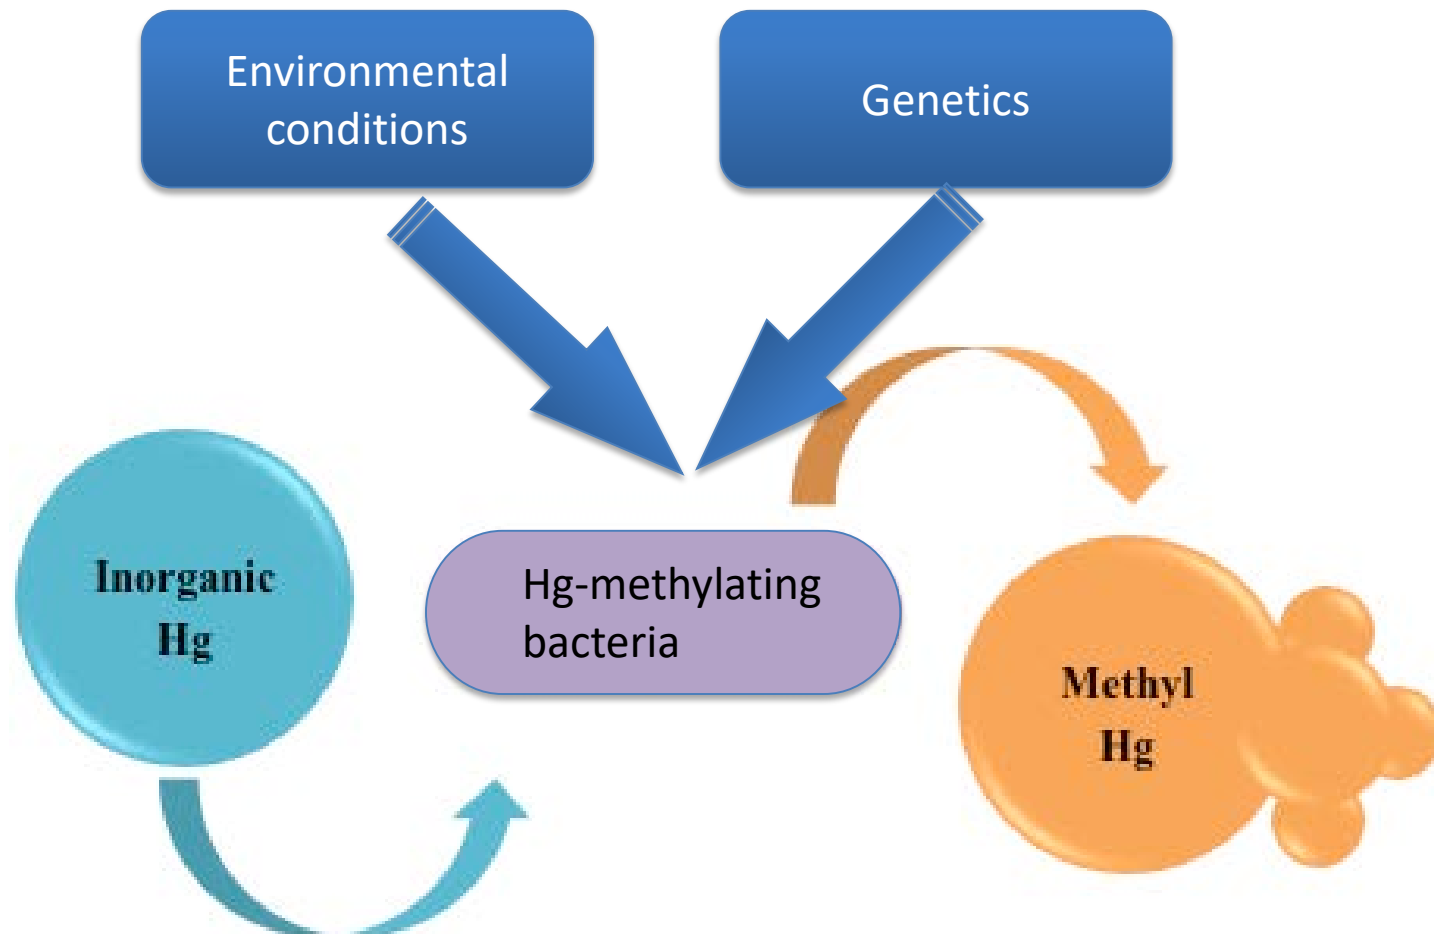 Environmental
conditions
Genetics
Inorganic
Hg
Hg-methylating
bacteria
Methyl
Hg